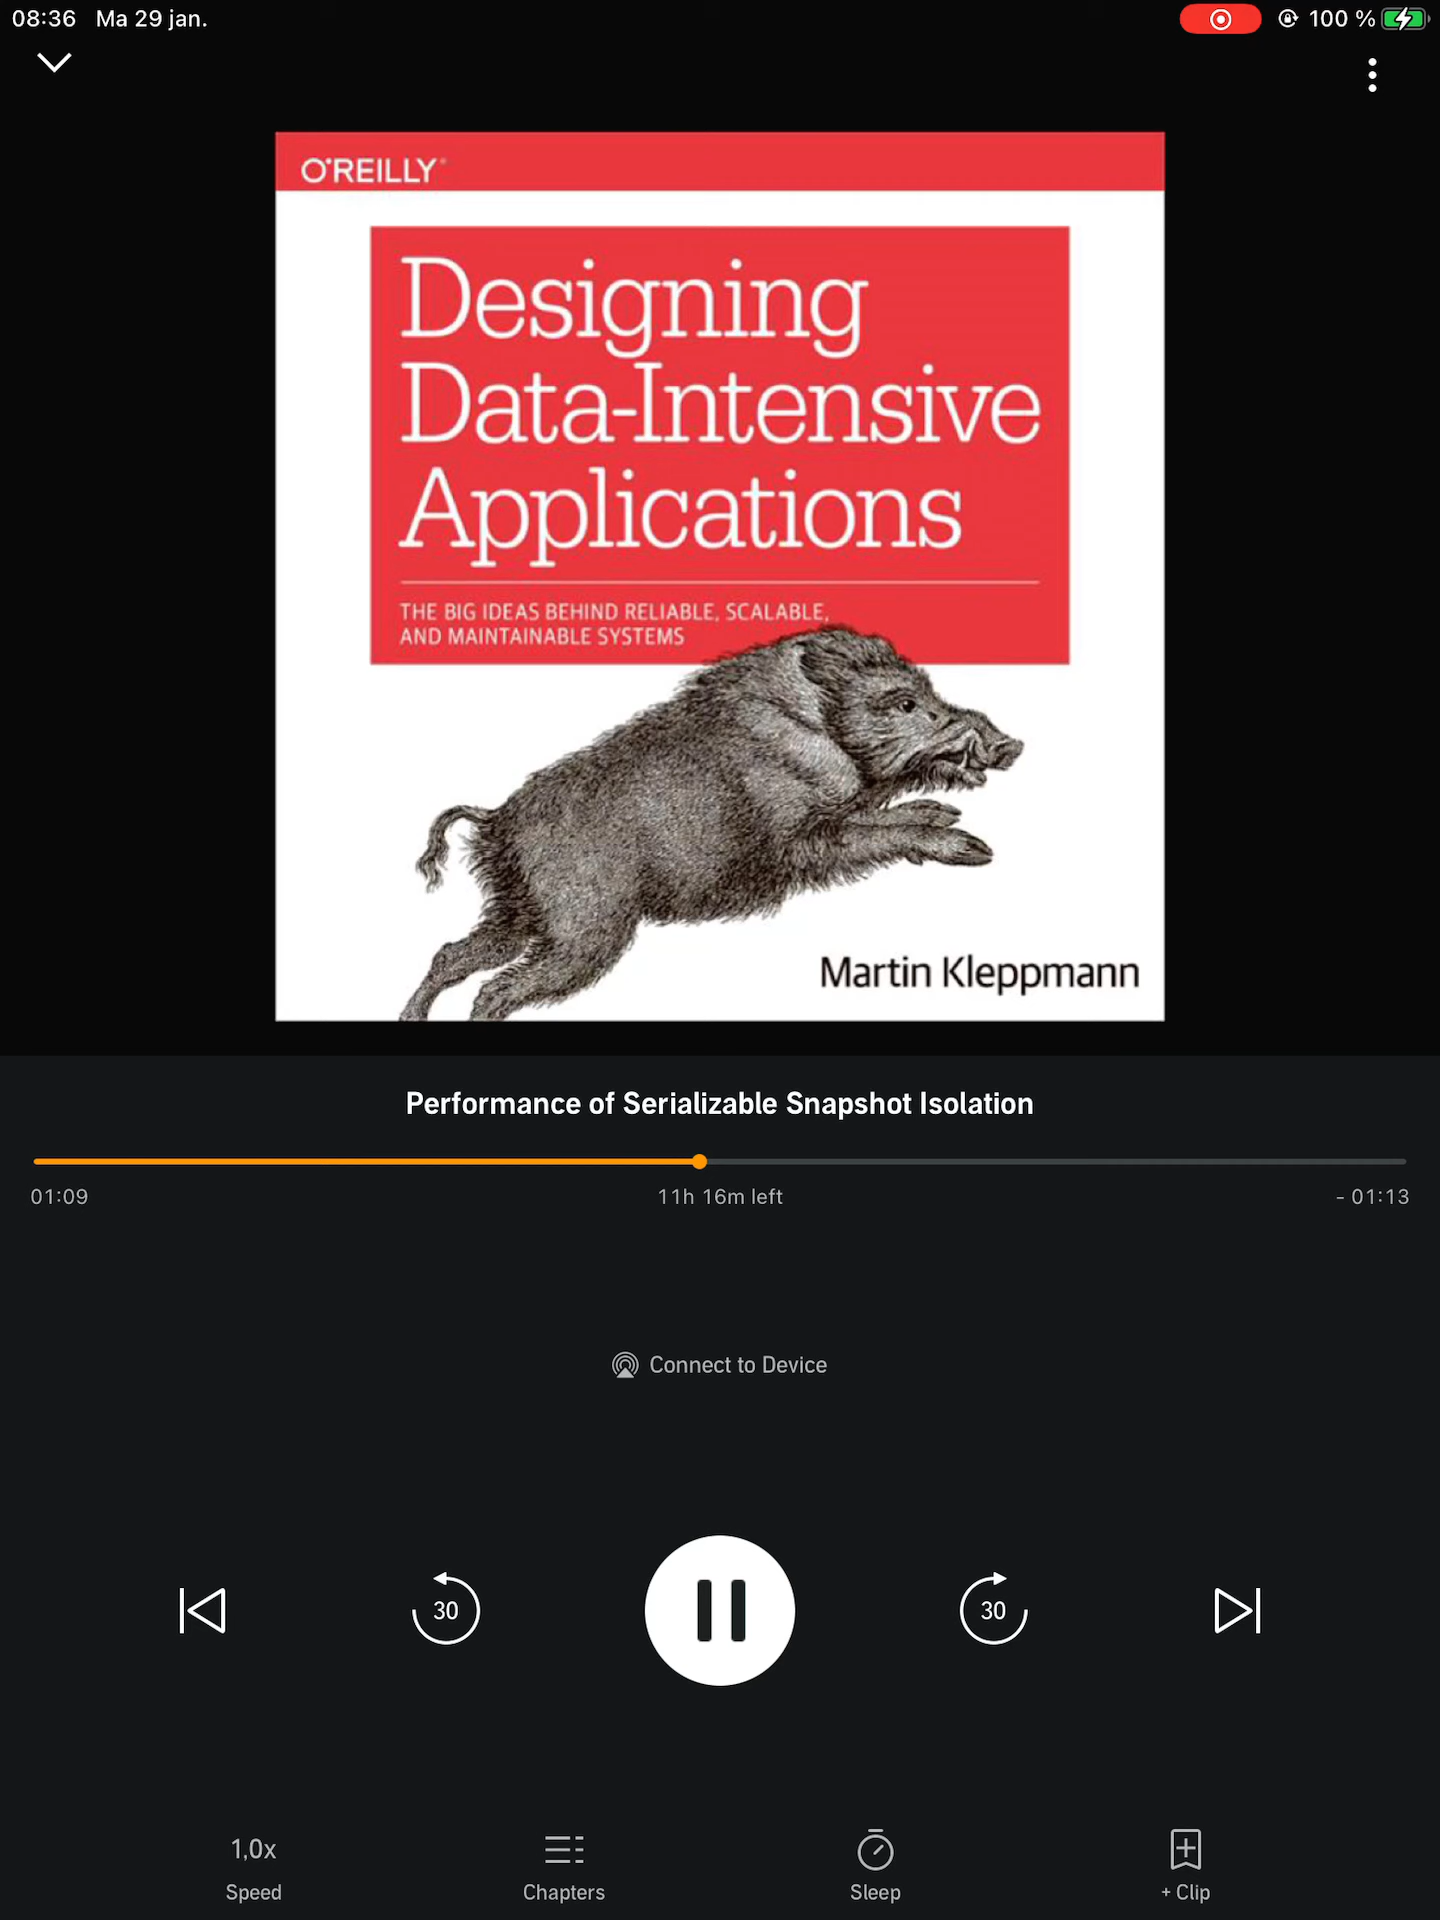 08:36 Ma 29 jan.
100 %
O'REILLY®
Designing
Data-Intensive
Applications
THE BIG IDEAS BEHIND RELIABLE, SCALABLE,
AND MAINTAINABLE SYSTEMS
Martin Kleppmann
Performance of Serializable Snapshot Isolation
01:09 11h 16m left - 01:13
Connect to Device
30 30
1,0x
Speed Chapters Sleep + Clip